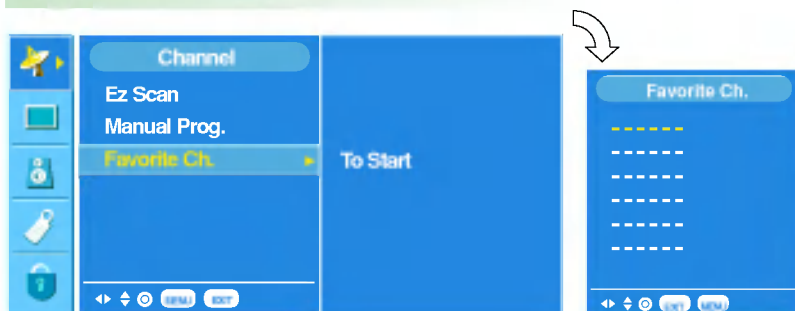 Channel
Ez Scan
Manual Prog.
Favorite Ch.
To Start
MENU EXIT
Favorite Ch.
------
------
------
------
------
------
EXIT MENU